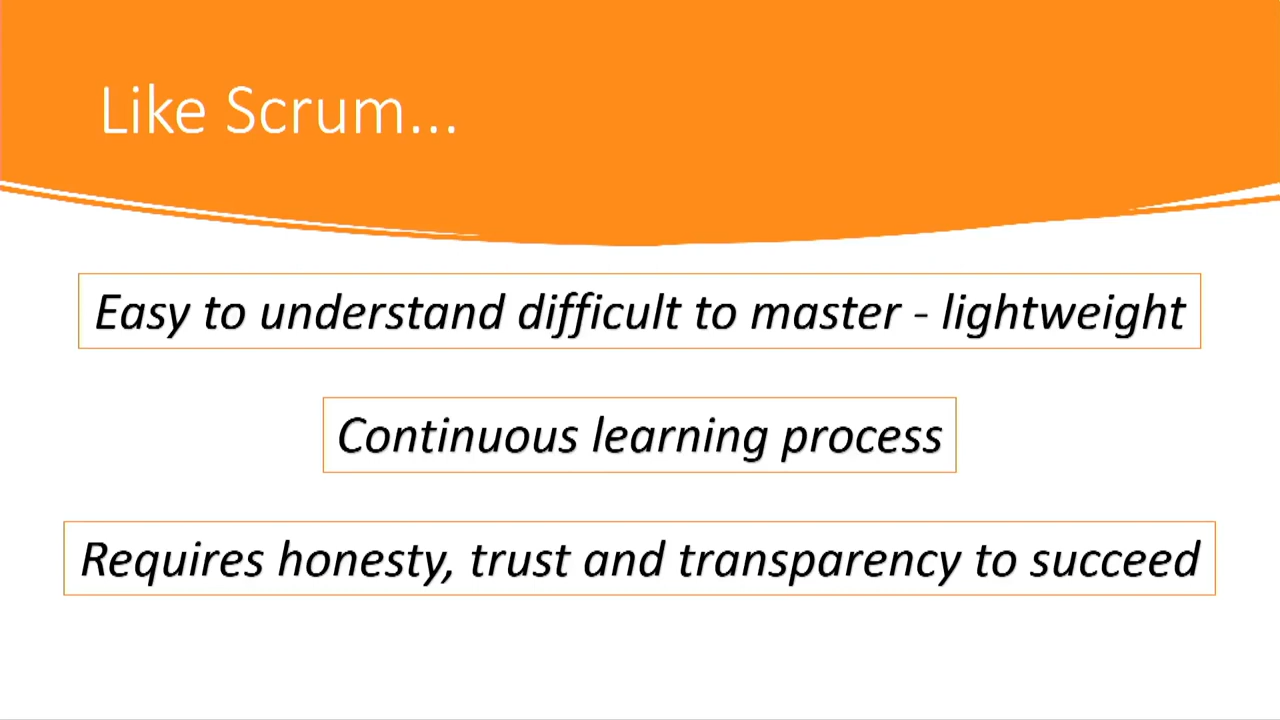 Like Scrum...
Easy to understand difficult to master - lightweight
Continuous learning process
Requires honesty, trust and transparency to succeed